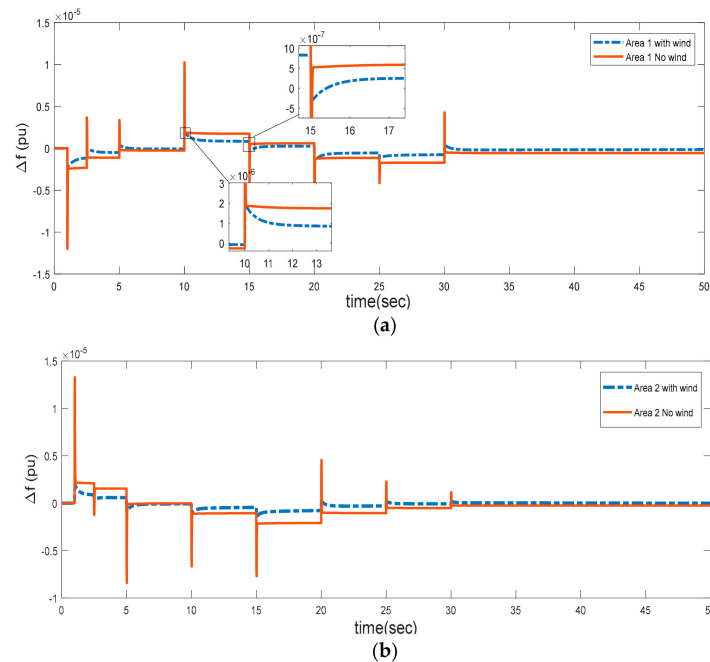 ×10-5
1.5
1
0.5
0
-0.5
-1
-1.5
Δf (pu)
Area 1 with wind
Area 1 No wind
×10-7
10
5
0
-5
15 16 17
×10-6
3
2
1
0
10 11 12 13
0 5 10 15 20 25 30 35 40 45 50
time(sec)
(a)
×10-5
1.5
1
0.5
0
-0.5
-1
Δf (pu)
Area 2 with wind
Area 2 No wind
0 5 10 15 20 25 30 35 40 45 50
time(sec)
(b)